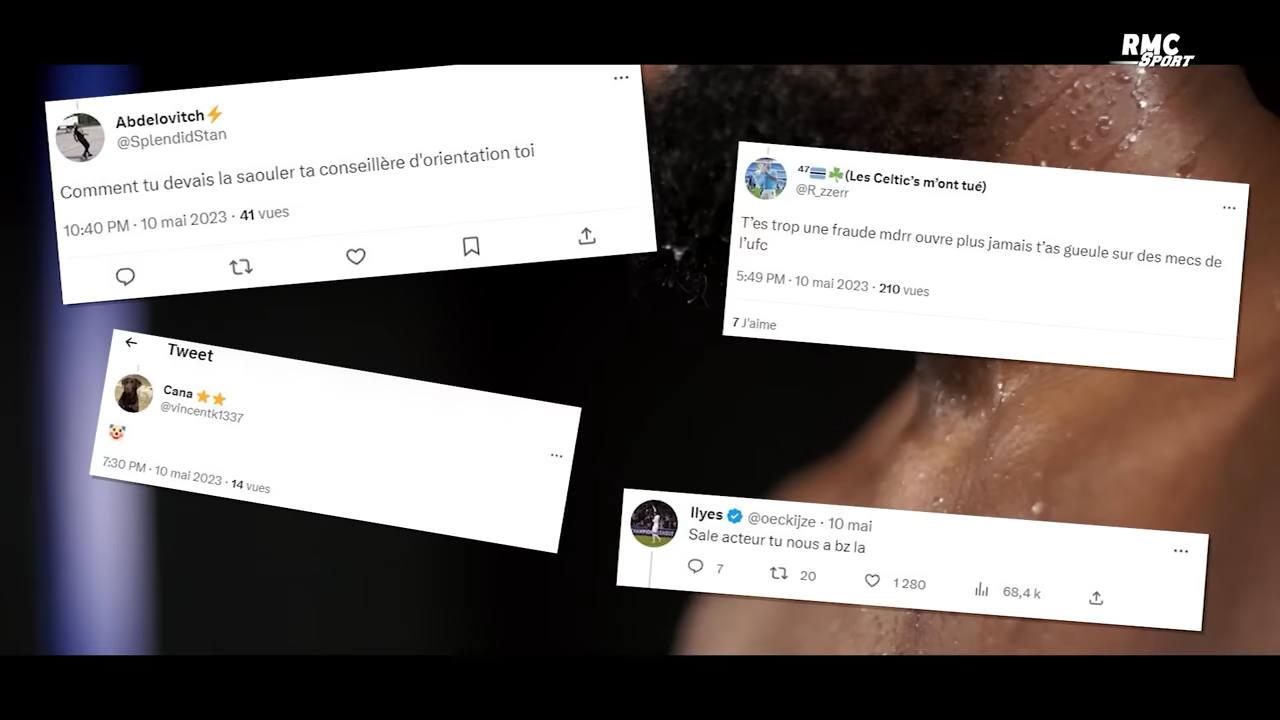 RMC
SPORT
Abdelovitch⚡
@SplendidStan
Comment tu devais la saouler ta conseillère d'orientation toi
10:40 PM · 10 mai 2023 · 41 vues
47 ☘️(Les Celtic's m'ont tué)
@R_zzerr
T'es trop une fraude mdrr ouvre plus jamais t'as gueule sur des mecs de
l'ufc
5:49 PM · 10 mai 2023 · 210 vues
7 J'aime
Tweet
Cana ⭐⭐
@vincentk1337
🤡
7:30 PM · 10 mai 2023 · 14 vues
Ilyes @oeckijze · 10 mai
Sale acteur tu nous a bz la
7 20 1 280 68,4 k